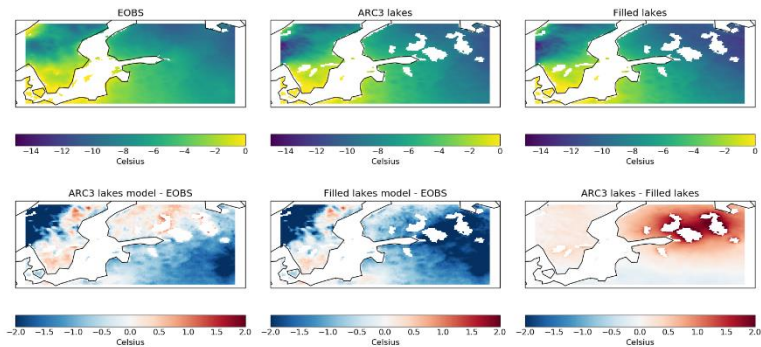 EOBS
ARC3 lakes
Filled lakes
−14 −12 −10 −8 −6 −4 −2 0
Celsius
−14 −12 −10 −8 −6 −4 −2 0
Celsius
−14 −12 −10 −8 −6 −4 −2 0
Celsius
ARC3 lakes model - EOBS
Filled lakes model - EOBS
ARC3 lakes - Filled lakes
−2.0 −1.5 −1.0 −0.5 0.0 0.5 1.0 1.5 2.0
Celsius
−2.0 −1.5 −1.0 −0.5 0.0 0.5 1.0 1.5 2.0
Celsius
−2.0 −1.5 −1.0 −0.5 0.0 0.5 1.0 1.5 2.0
Celsius